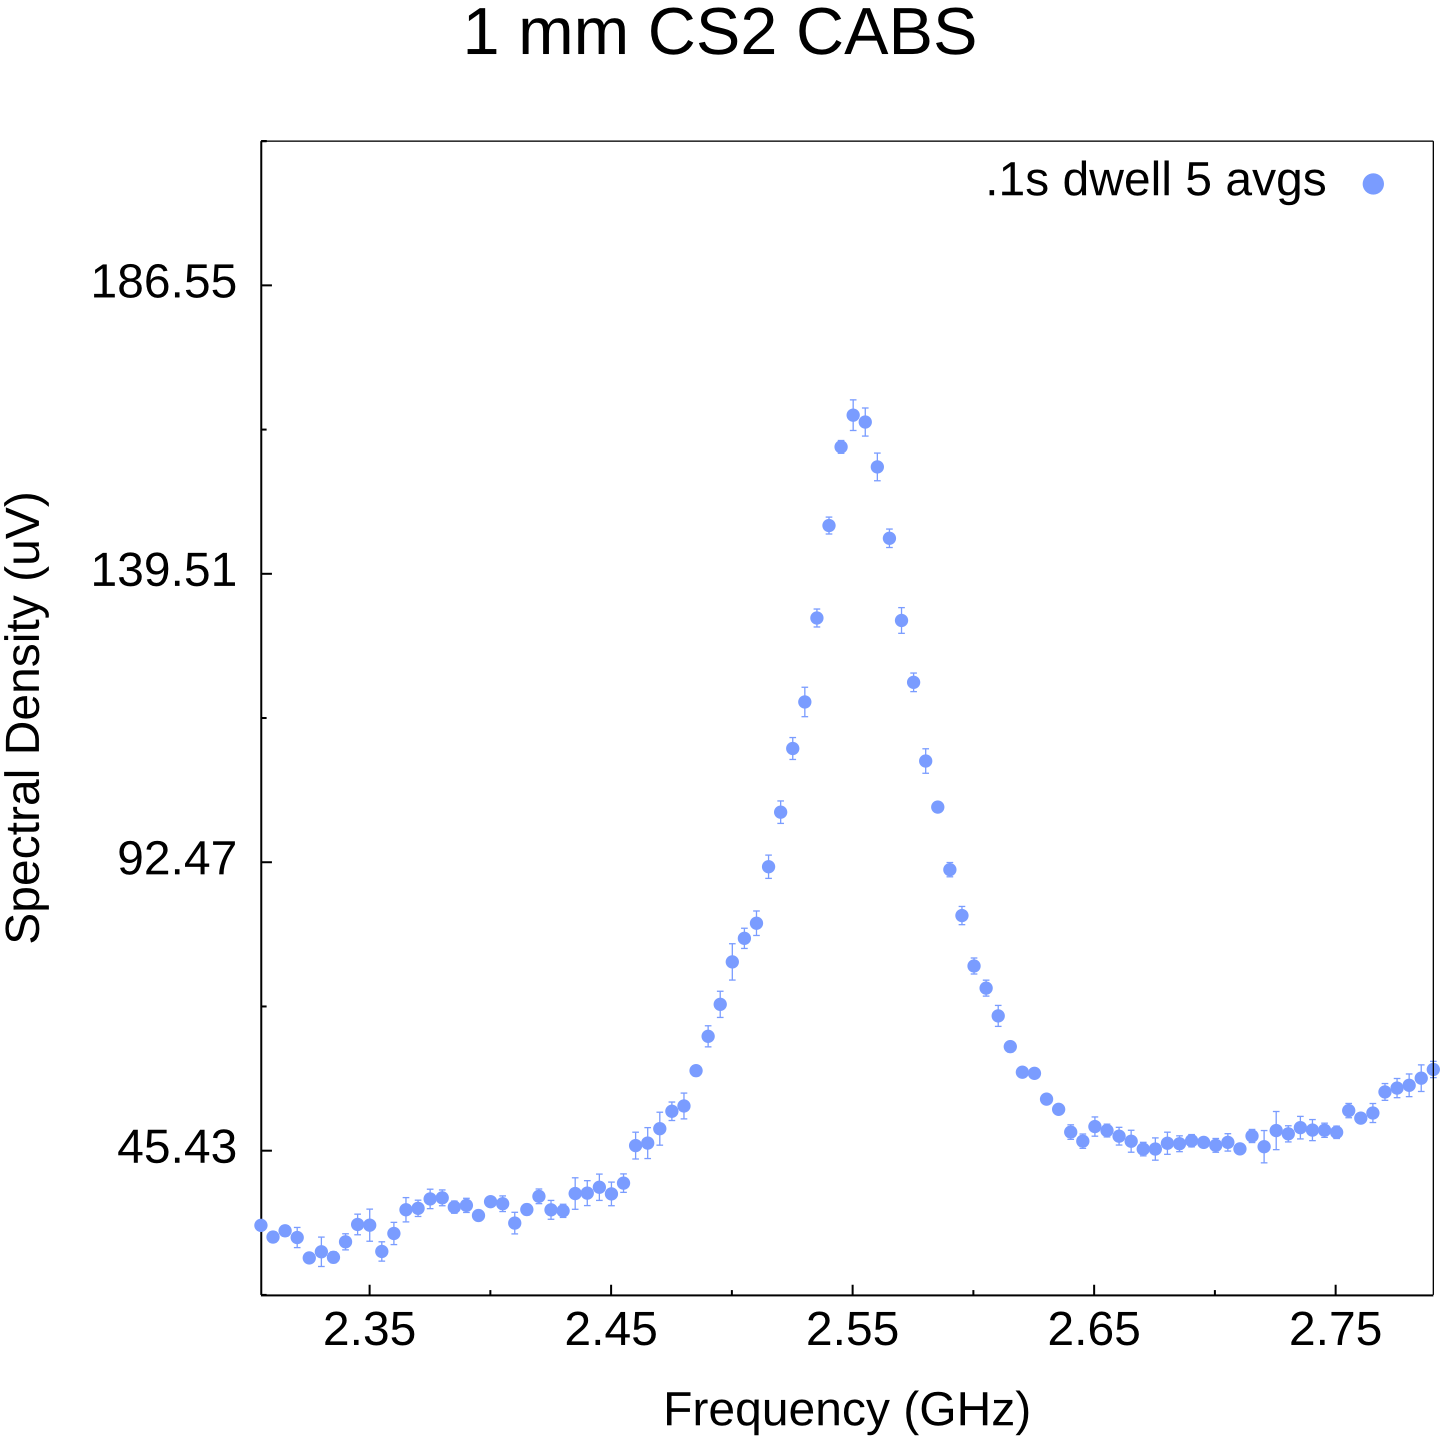 1 mm CS2 CABS
.1s dwell 5 avgs
186.55
139.51
92.47
45.43
Spectral Density (uV)
2.35 2.45 2.55 2.65 2.75
Frequency (GHz)